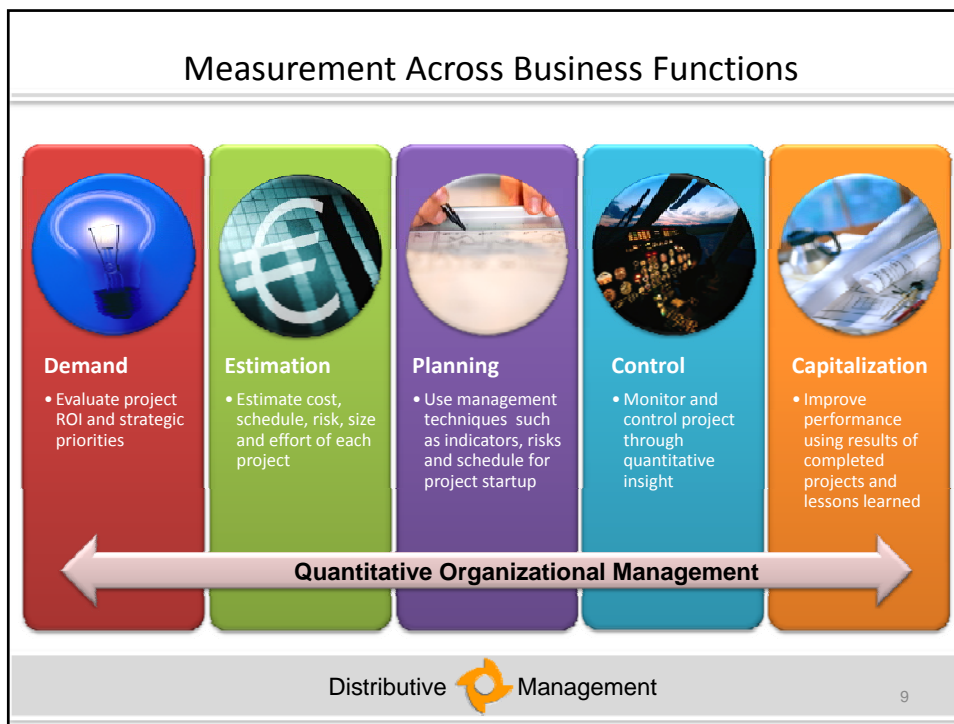 Measurement Across Business Functions
€
Demand
• Evaluate project
ROI and strategic
priorities
Estimation
• Estimate cost,
schedule, risk, size
and effort of each
project
Planning
• Use management
techniques  such
as indicators, risks
and schedule for
project startup
Control
• Monitor and
control project
through
quantitative
insight
Capitalization
• Improve
performance
using results of
completed
projects and
lessons learned
Quantitative Organizational Management
Distributive Management
9